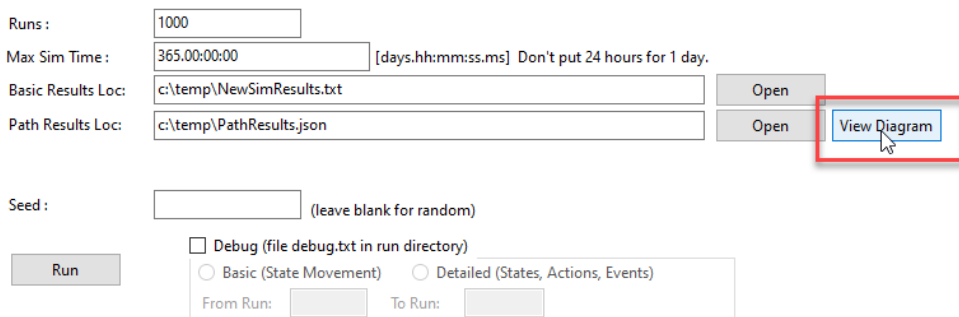 Runs :
1000
Max Sim Time :
365.00:00:00
[days.hh:mm:ss.ms]  Don't put 24 hours for 1 day.
Basic Results Loc:
c:\temp\NewSimResults.txt
Open
Path Results Loc:
c:\temp\PathResults.json
Open
View Diagram
Seed :
(leave blank for random)
Debug (file debug.txt in run directory)
Run
Basic (State Movement)
Detailed (States, Actions, Events)
From Run:
To Run: